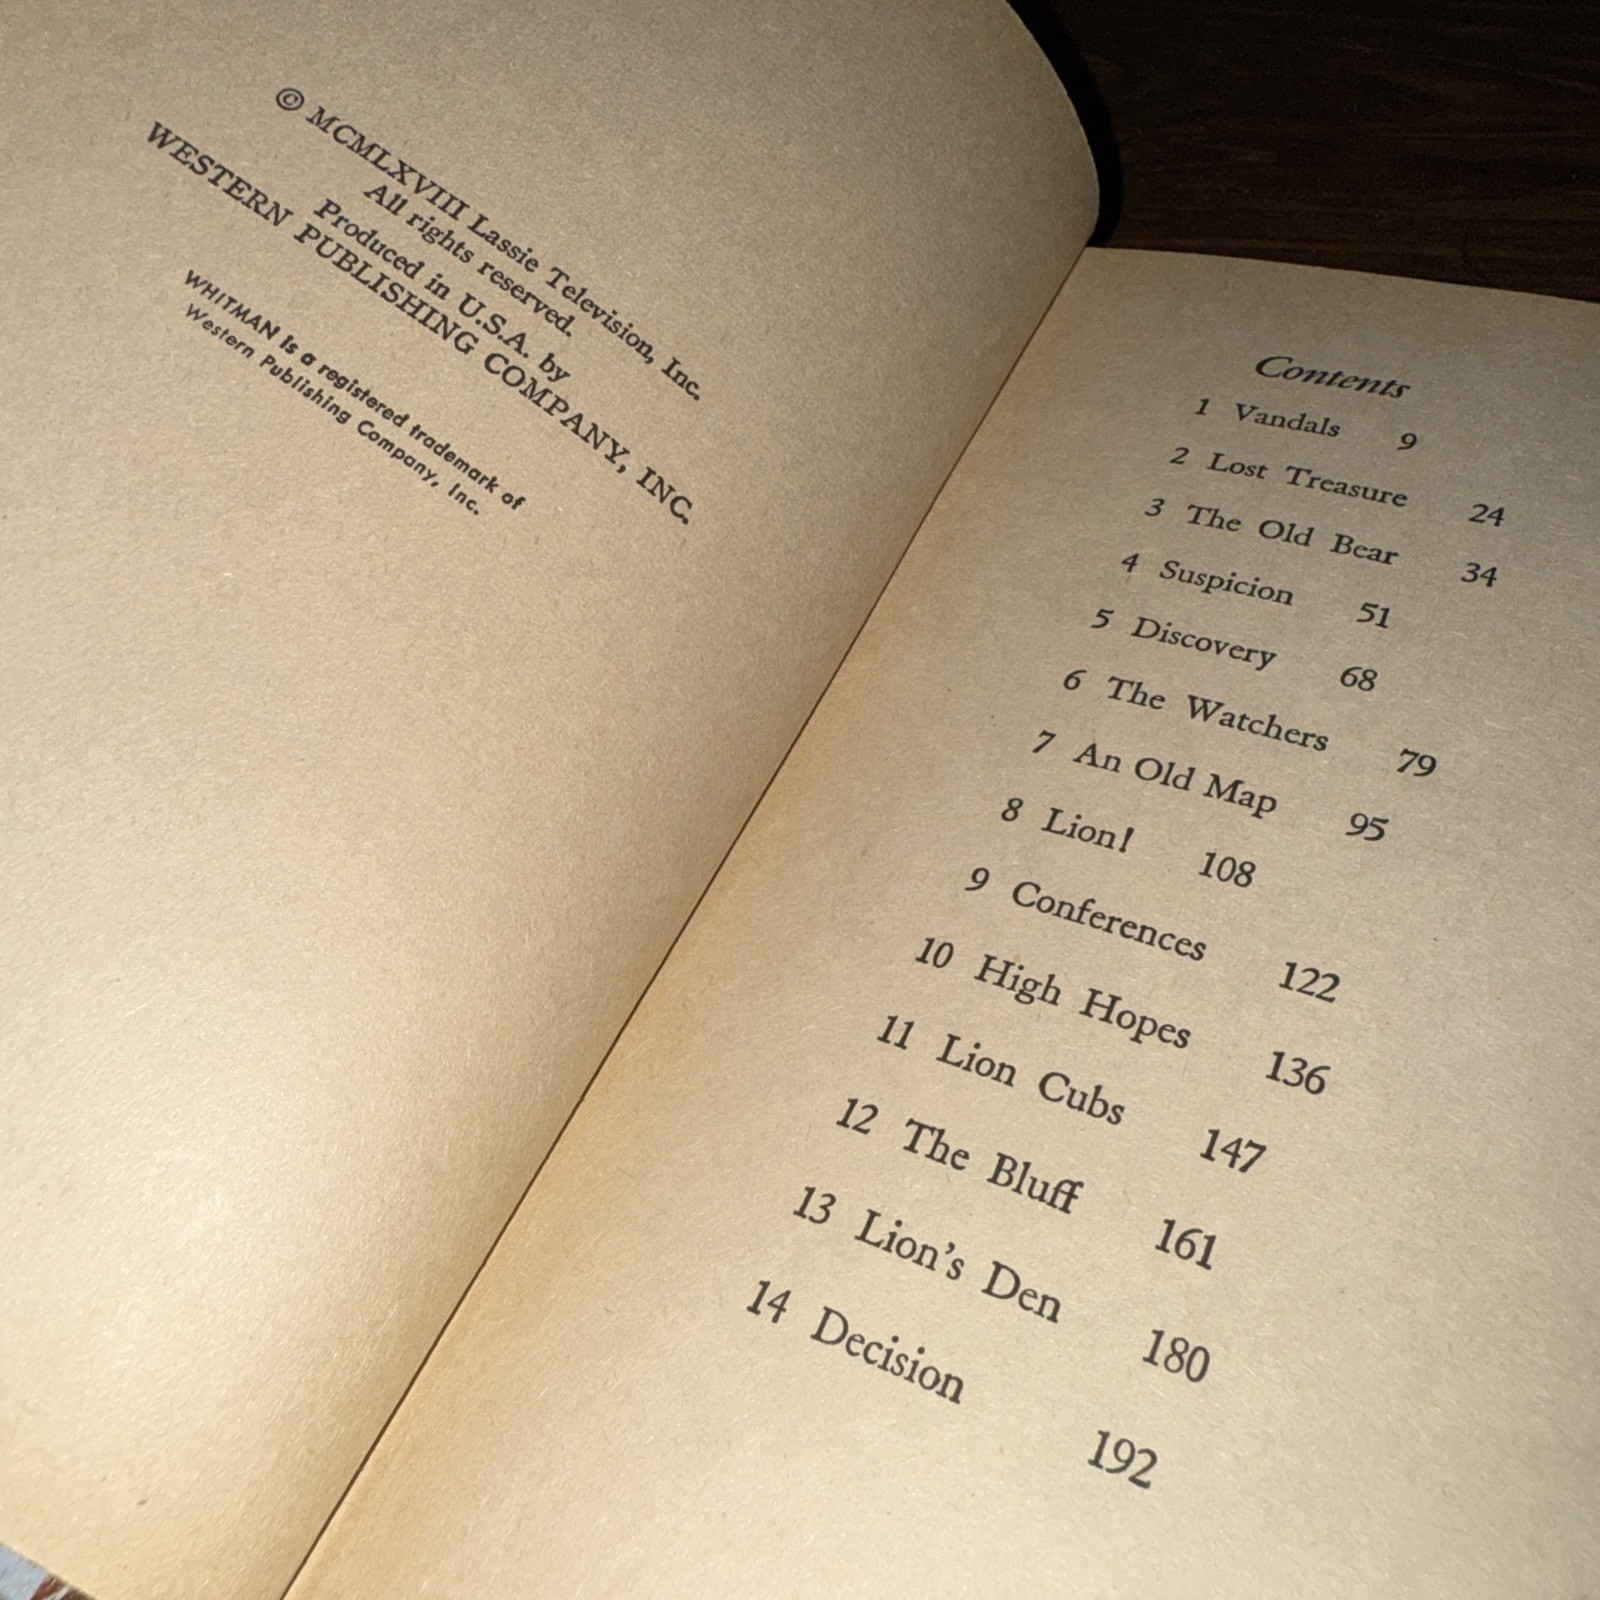 © MCMLXVIII Lassie Television, Inc.
All rights reserved.
Produced in U.S.A. by
WESTERN PUBLISHING COMPANY, INC.
WHITMAN is a registered trademark of
Western Publishing Company, Inc.
Contents
1 Vandals 9
2 Lost Treasure 24
3 The Old Bear 34
4 Suspicion 51
5 Discovery 68
6 The Watchers 79
7 An Old Map 95
8 Lion! 108
9 Conferences 122
10 High Hopes 136
11 Lion Cubs 147
12 The Bluff 161
13 Lion's Den 180
14 Decision 192